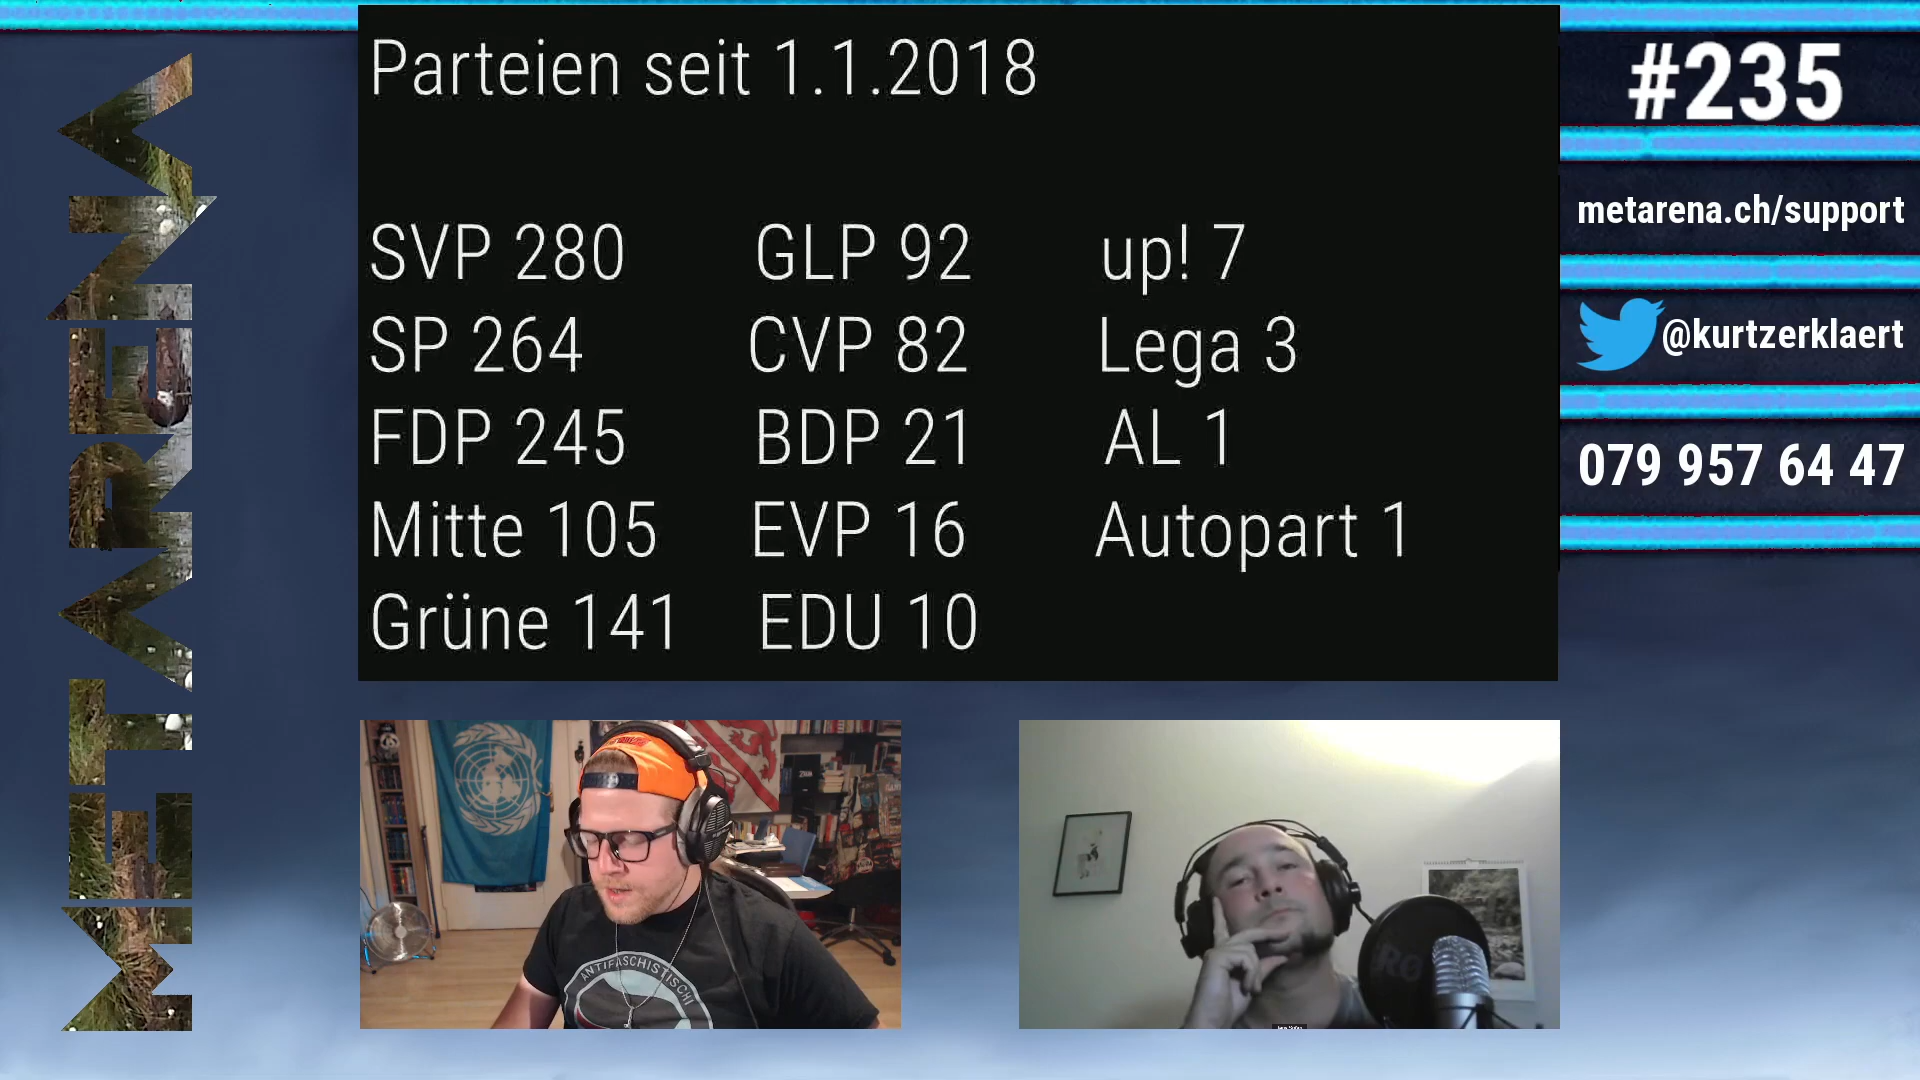 METARENA
Parteien seit 1.1.2018
SVP 280
SP 264
FDP 245
Mitte 105
Grüne 141
GLP 92
CVP 82
BDP 21
EVP 16
EDU 10
up! 7
Lega 3
AL 1
Autopart 1
#235
metarena.ch/support
@kurtzerklaert
079 957 64 47
ANTIFASCHISTISCH